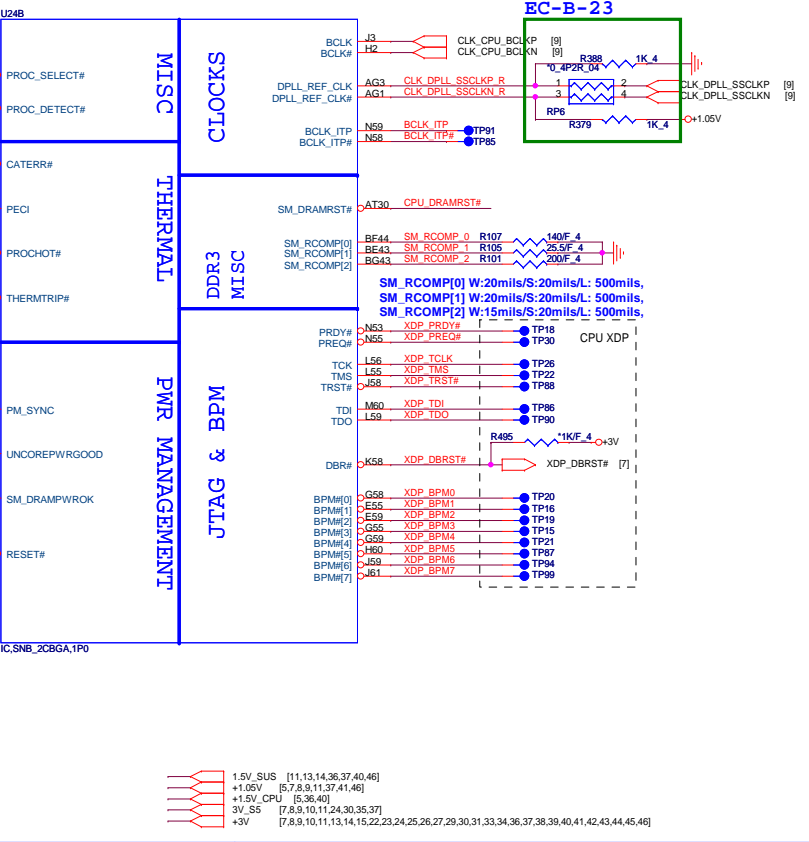 EC-B-23
U24B
MISC
THERMAL
PWR MANAGEMENT
CLOCKS
DDR3
MISC
JTAG & BPM
PROC_SELECT#
PROC_DETECT#
CATERR#
PECI
PROCHOT#
THERMTRIP#
PM_SYNC
UNCOREPWRGOOD
SM_DRAMPWROK
RESET#
BCLK J3 CLK_CPU_BCLKP [9]
BCLK# H2 CLK_CPU_BCLKN [9]
R388 1K_4
*0_4P2R_04
DPLL_REF_CLK AG3 CLK_DPLL_SSCLKP_R 1 2 CLK_DPLL_SSCLKP [9]
DPLL_REF_CLK# AG1 CLK_DPLL_SSCLKN_R 3 4 CLK_DPLL_SSCLKN [9]
RP6
R379 1K_4 +1.05V
BCLK_ITP N59 BCLK_ITP TP91
BCLK_ITP# N58 BCLK_ITP# TP85
SM_DRAMRST# AT30 CPU_DRAMRST#
SM_RCOMP[0] BF44 SM_RCOMP_0 R107 140/F_4
SM_RCOMP[1] BE43 SM_RCOMP_1 R105 25.5/F_4
SM_RCOMP[2] BG43 SM_RCOMP_2 R101 200/F_4
SM_RCOMP[0] W:20mils/S:20mils/L: 500mils,
SM_RCOMP[1] W:20mils/S:20mils/L: 500mils,
SM_RCOMP[2] W:15mils/S:20mils/L: 500mils,
CPU XDP
PRDY# N53 XDP_PRDY# TP18
PREQ# N55 XDP_PREQ# TP30
TCK L56 XDP_TCLK TP26
TMS L55 XDP_TMS TP22
TRST# J58 XDP_TRST# TP88
TDI M60 XDP_TDI TP86
TDO L59 XDP_TDO TP90
R495 *1K/F_4 +3V
DBR# K58 XDP_DBRST# XDP_DBRST# [7]
BPM#[0] G58 XDP_BPM0 TP20
BPM#[1] E55 XDP_BPM1 TP16
BPM#[2] E59 XDP_BPM2 TP19
BPM#[3] G55 XDP_BPM3 TP15
BPM#[4] G59 XDP_BPM4 TP21
BPM#[5] H60 XDP_BPM5 TP87
BPM#[6] J59 XDP_BPM6 TP94
BPM#[7] J61 XDP_BPM7 TP99
IC,SNB_2CBGA,1P0
1.5V_SUS [11,13,14,36,37,40,46]
+1.05V [5,7,8,9,11,37,41,46]
+1.5V_CPU [5,36,40]
3V_S5 [7,8,9,10,11,24,30,35,37]
+3V [7,8,9,10,11,13,14,15,22,23,24,25,26,27,29,30,31,33,34,36,37,38,39,40,41,42,43,44,45,46]